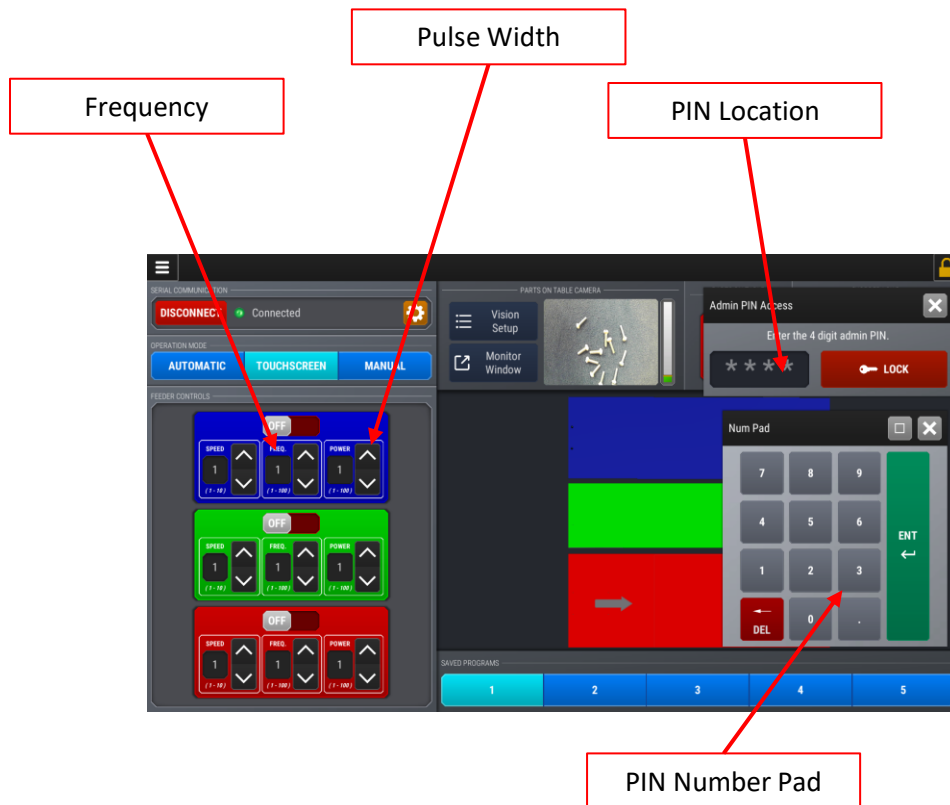 Pulse Width
Frequency
PIN Location
SERIAL COMMUNICATION
DISCONNECT Connected
OPERATION MODE
AUTOMATIC TOUCHSCREEN MANUAL
FEEDER CONTROLS
OFF
SPEED FREQ. POWER
1 1 1
(1 - 10) (1 - 100) (1 - 100)
OFF
SPEED FREQ. POWER
1 1 1
(1 - 10) (1 - 100) (1 - 100)
OFF
SPEED FREQ. POWER
1 1 1
(1 - 10) (1 - 100) (1 - 100)
PARTS ON TABLE CAMERA
Vision
Setup
Monitor
Window
Admin PIN Access
Enter the 4 digit admin PIN.
* * * * LOCK
Num Pad
7 8 9
4 5 6
ENT
1 2 3
DEL 0 .
SAVED PROGRAMS
1 2 3 4 5
PIN Number Pad